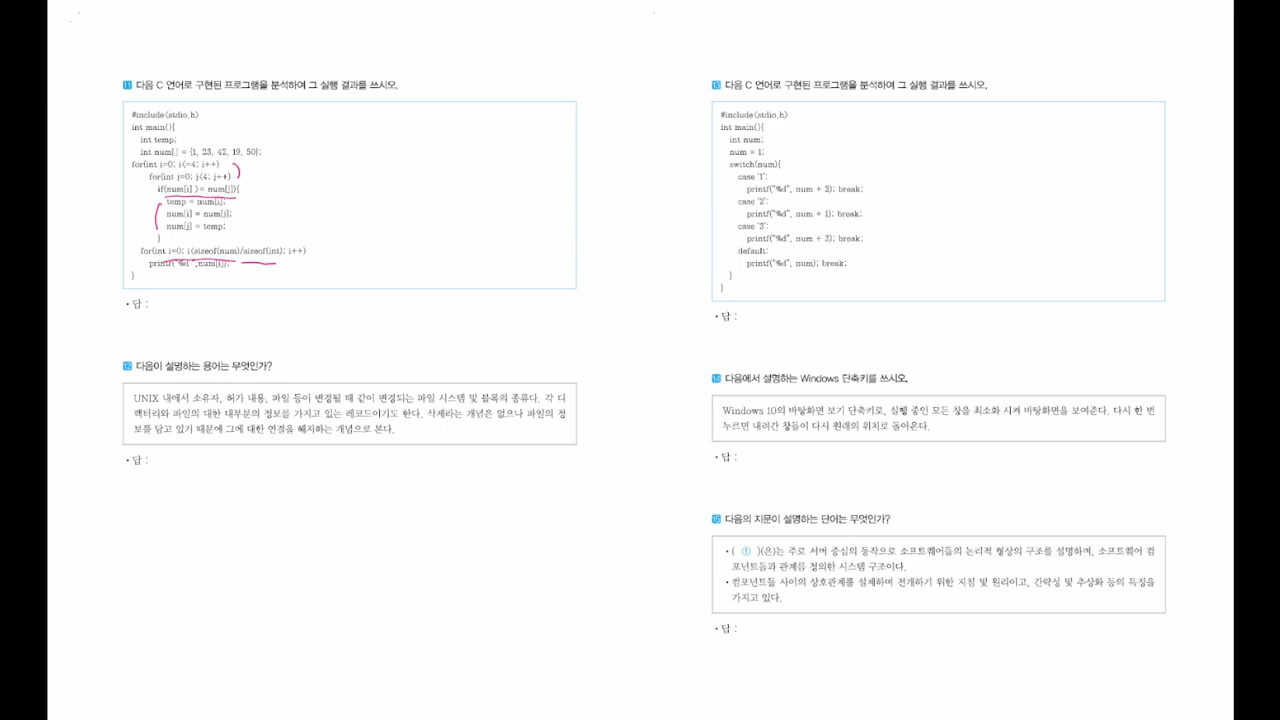 11 다음 C 언어로 구현된 프로그램을 분석하여 그 실행 결과를 쓰시오.
#include<stdio.h>
int main(){
int temp;
int num[ ] = {1, 23, 42, 19, 50};
for(int i=0; i<=4; i++)
for(int j=0; j<4; j++)
if(num[i] >= num[j]){
temp = num[i];
num[i] = num[j];
num[j] = temp;
}
for(int i=0; i<sizeof(num)/sizeof(int); i++)
printf("%d ",num[i]);
}
• 답 :
12 다음이 설명하는 용어는 무엇인가?
UNIX 내에서 소유자, 허가 내용, 파일 등이 변경될 때 같이 변경되는 파일 시스템 및 블록의 종류다. 각 디
렉터리와 파일의 대한 대부분의 정보를 가지고 있는 레코드이기도 한다. 삭제라는 개념은 없으나 파일의 정
보를 담고 있기 때문에 그에 대한 연결을 해지하는 개념으로 본다.
• 답 :
13 다음 C 언어로 구현된 프로그램을 분석하여 그 실행 결과를 쓰시오.
#include<stdio.h>
int main(){
int num;
num = 1;
switch(num){
case '1':
printf("%d", num + 2); break;
case '2':
printf("%d", num + 1); break;
case '3':
printf("%d", num + 3); break;
default:
printf("%d", num); break;
}
}
• 답 :
14 다음에서 설명하는 Windows 단축키를 쓰시오.
Windows 10의 바탕화면 보기 단축키로, 실행 중인 모든 창을 최소화 시켜 바탕화면을 보여준다. 다시 한 번
누르면 내려간 창들이 다시 원래의 위치로 돌아온다.
• 답 :
15 다음의 지문이 설명하는 단어는 무엇인가?
• ( ① )(은)는 주로 서버 중심의 동작으로 소프트웨어들의 논리적 형상의 구조를 설명하며, 소프트웨어 컴
포넌트들과 관계를 정의한 시스템 구조이다.
• 컴포넌트들 사이의 상호관계를 설계하며 전개하기 위한 지침 및 원리이고, 간략성 및 추상화 등의 특징을
가지고 있다.
• 답 :